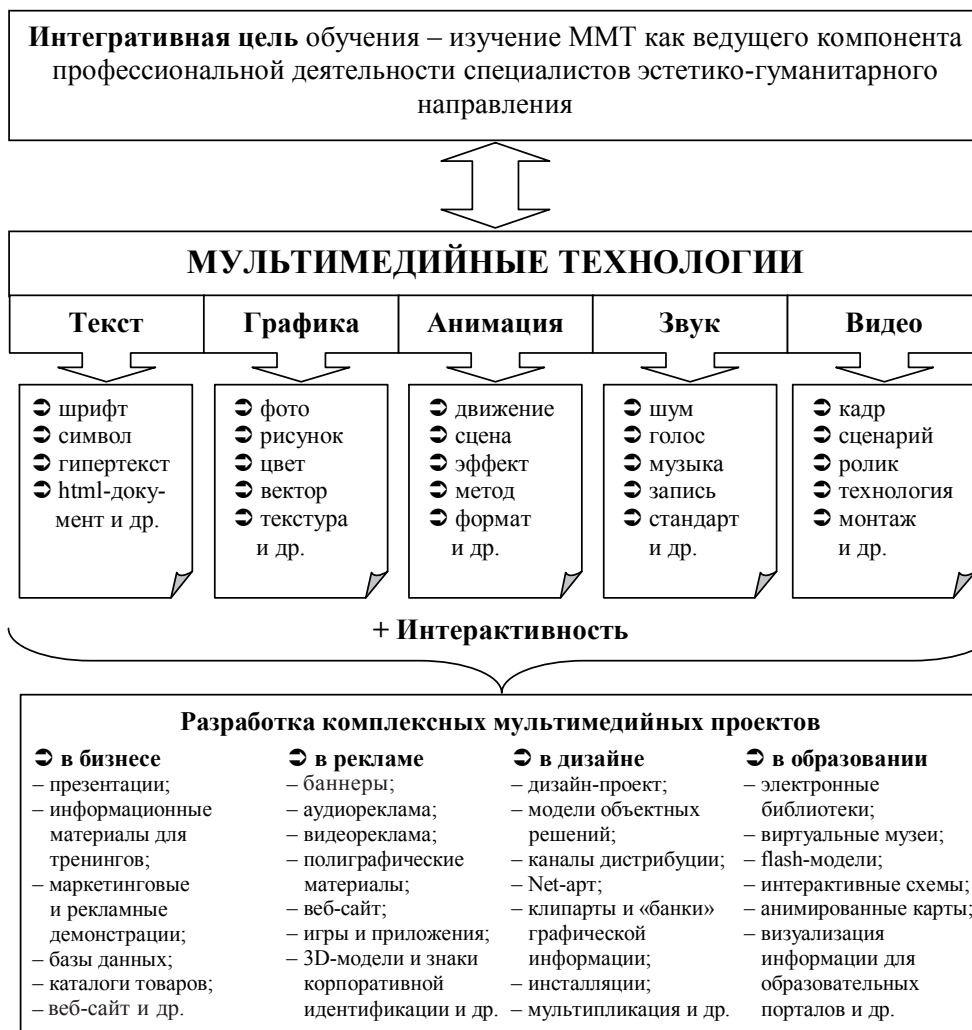 Интегративная цель обучения – изучение ММТ как ведущего компонента
профессиональной деятельности специалистов эстетико-гуманитарного
направления
МУЛЬТИМЕДИЙНЫЕ ТЕХНОЛОГИИ
Текст
Графика
Анимация
Звук
Видео
➲ шрифт
➲ символ
➲ гипертекст
➲ html-доку-
мент и др.
➲ фото
➲ рисунок
➲ цвет
➲ вектор
➲ текстура
и др.
➲ движение
➲ сцена
➲ эффект
➲ метод
➲ формат
и др.
➲ шум
➲ голос
➲ музыка
➲ запись
➲ стандарт
и др.
➲ кадр
➲ сценарий
➲ ролик
➲ технология
➲ монтаж
и др.
+ Интерактивность
Разработка комплексных мультимедийных проектов
➲ в бизнесе
– презентации;
– информационные
материалы для
тренингов;
– маркетинговые
и рекламные
демонстрации;
– базы данных;
– каталоги товаров;
– веб-сайт и др.
➲ в рекламе
– баннеры;
– аудиореклама;
– видеореклама;
– полиграфические
материалы;
– веб-сайт;
– игры и приложения;
– 3D-модели и знаки
корпоративной
идентификации и др.
➲ в дизайне
– дизайн-проект;
– модели объектных
решений;
– каналы дистрибуции;
– Net-арт;
– клипарты и «банки»
графической
информации;
– инсталляции;
– мультипликация и др.
➲ в образовании
– электронные
библиотеки;
– виртуальные музеи;
– flash-модели;
– интерактивные схемы;
– анимированные карты;
– визуализация
информации для
образовательных
порталов и др.